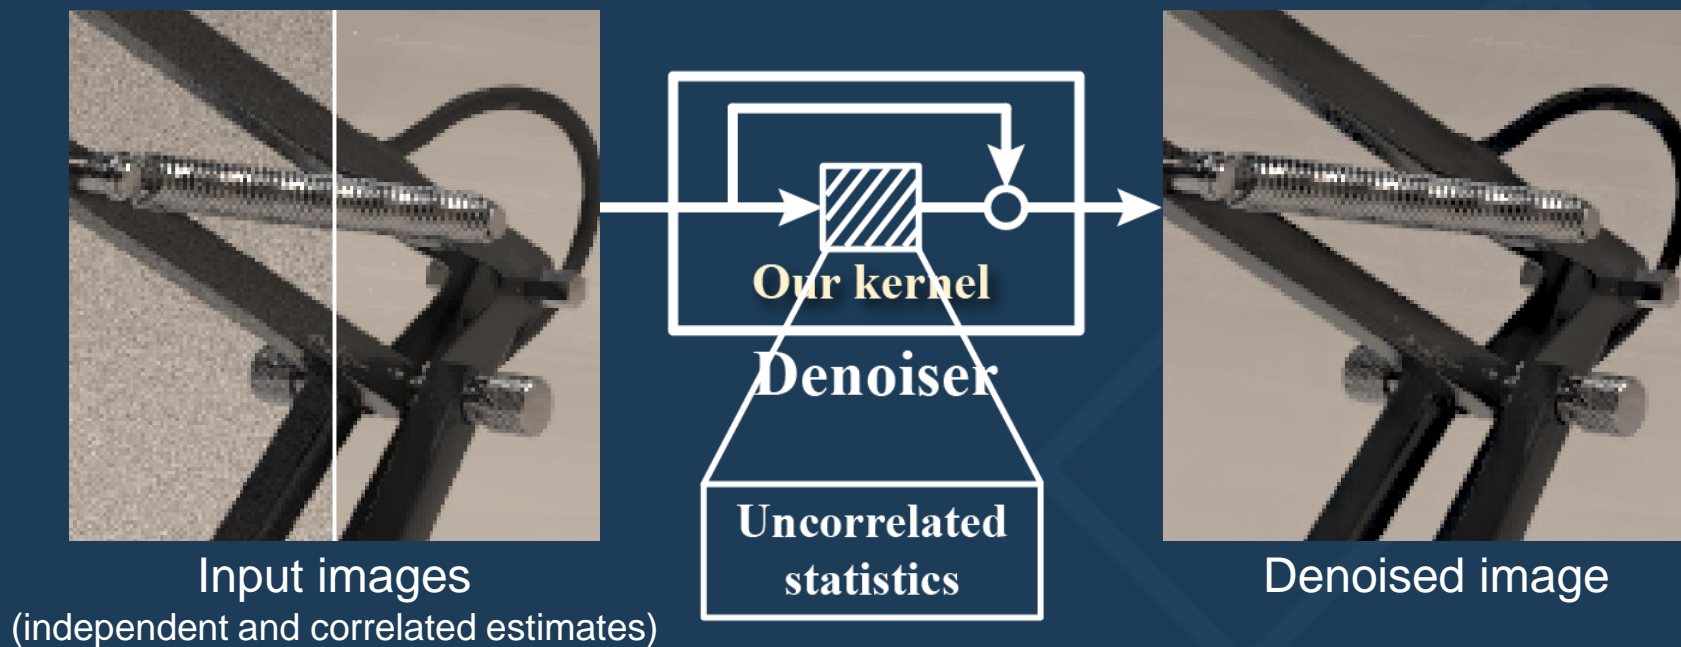 Our kernel
Denoiser
Uncorrelated
statistics
Input images
(independent and correlated estimates)
Denoised image